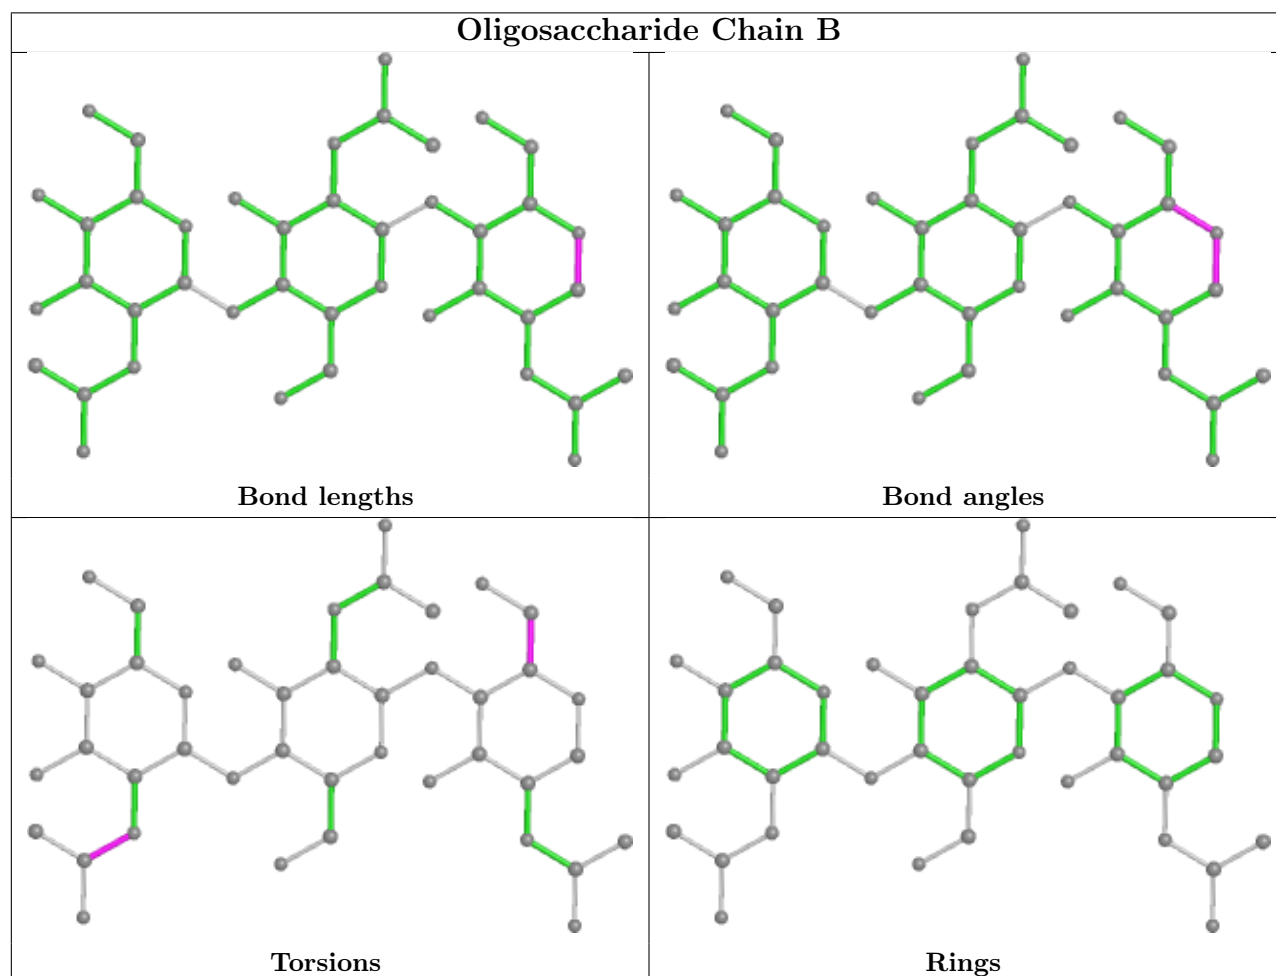 Oligosaccharide Chain B
Bond lengths
Bond angles
Torsions
Rings